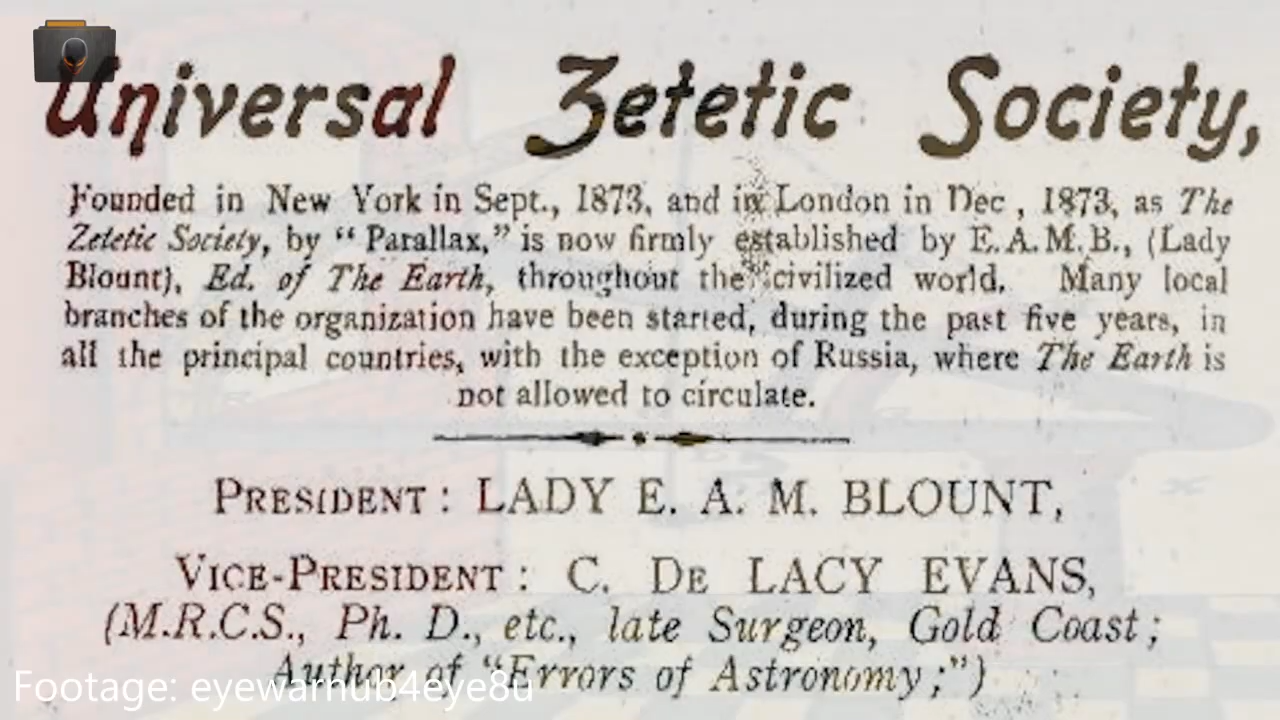 Universal Zetetic Society,
Founded in New York in Sept., 1873, and in London in Dec , 1873, as The
Zetetic Society, by “ Parallax,” is now firmly established by E. A. M. B., (Lady
Blount), Ed. of The Earth, throughout the civilized world. Many local
branches of the organization have been started, during the past five years, in
all the principal countries, with the exception of Russia, where The Earth is
not allowed to circulate.
PRESIDENT : LADY E. A. M. BLOUNT,
VICE-PRESIDENT : C. DE LACY EVANS,
(M.R.C.S., Ph. D., etc., late Surgeon, Gold Coast ;
Author of “Errors of Astronomy ;”)
Footage: eyewarnub4eye8u